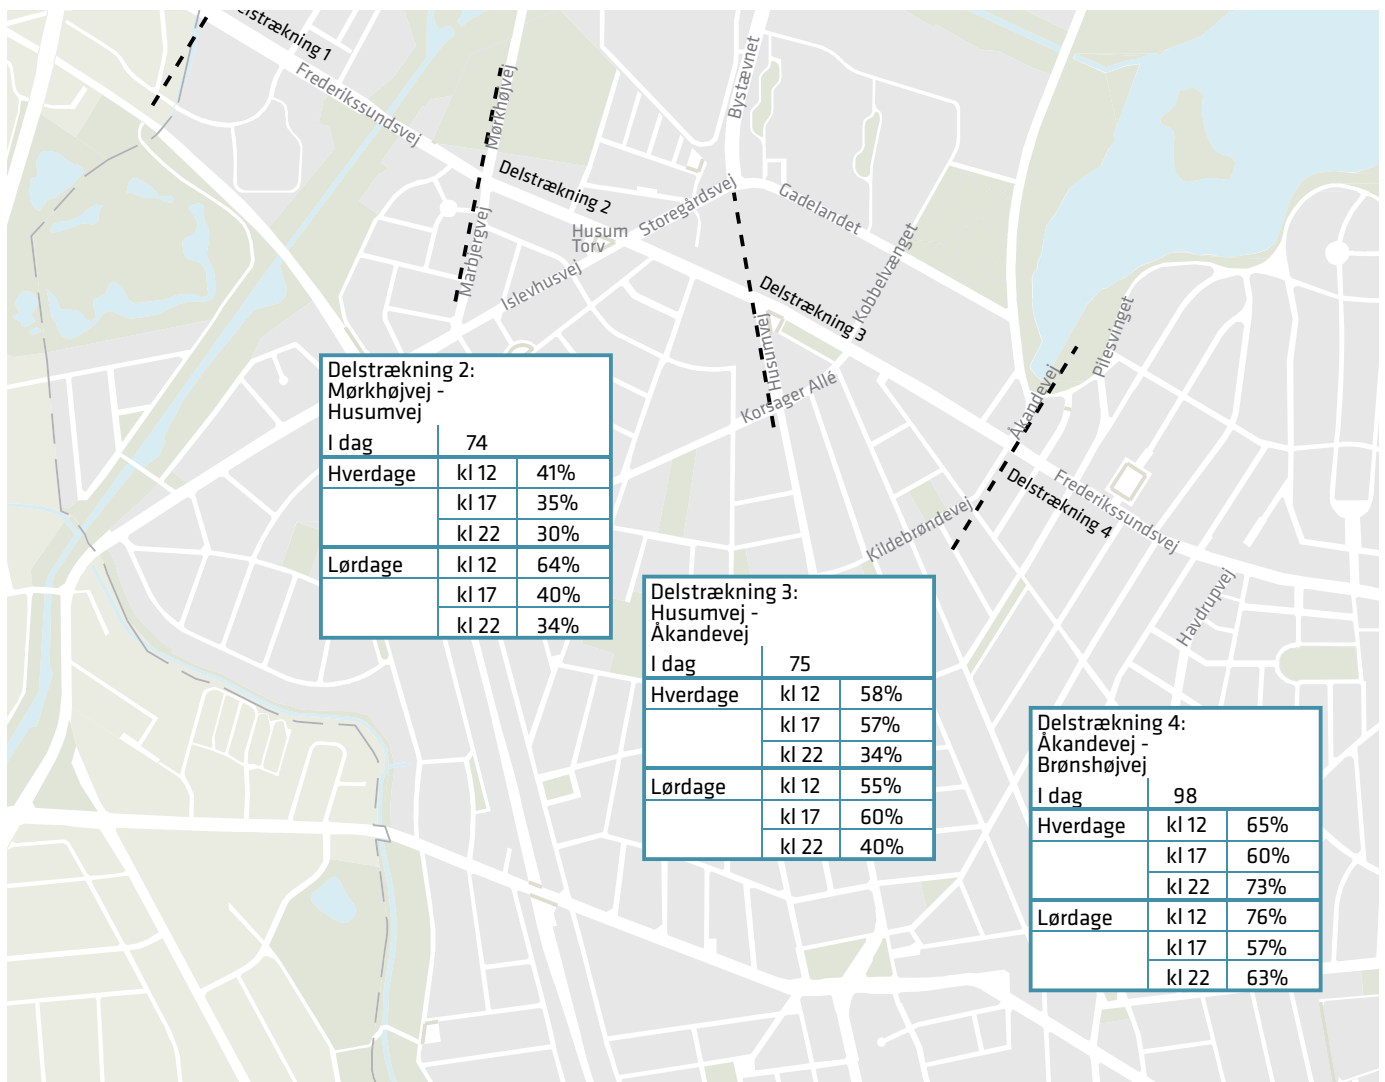 elstrækning 1
Frederikssundsvej
Mørkhøjvej
Bystævnet
Delstrækning 2
Husum
Torv
Storegårdsvej
Gadelandet
Marbjergvej
Islevhusvej
Kobbelvænget
Delstrækning 3
Husumvej
Korsager Allé
Pilesvinget
Åkandevej
Delstrækning 4
Frederikssundsvej
Kildebrøndevej
Havdrupvej
Delstrækning 2:
Mørkhøjvej -
Husumvej
I dag 74
Hverdage kl 12 41%
kl 17 35%
kl 22 30%
Lørdage kl 12 64%
kl 17 40%
kl 22 34%
Delstrækning 3:
Husumvej -
Åkandevej
I dag 75
Hverdage kl 12 58%
kl 17 57%
kl 22 34%
Lørdage kl 12 55%
kl 17 60%
kl 22 40%
Delstrækning 4:
Åkandevej -
Brønshøjvej
I dag 98
Hverdage kl 12 65%
kl 17 60%
kl 22 73%
Lørdage kl 12 76%
kl 17 57%
kl 22 63%